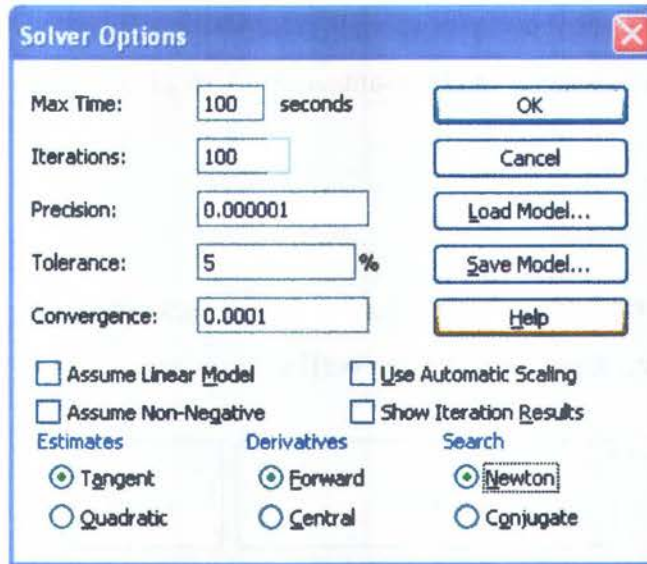 Solver Options
Max Time: 100 seconds OK
Iterations: 100 Cancel
Precision: 0.000001 Load Model...
Tolerance: 5 % Save Model...
Convergence: 0.0001 Help
Assume Linear Model Use Automatic Scaling
Assume Non-Negative Show Iteration Results
Estimates Derivatives Search
Tangent Forward Newton
Quadratic Central Conjugate